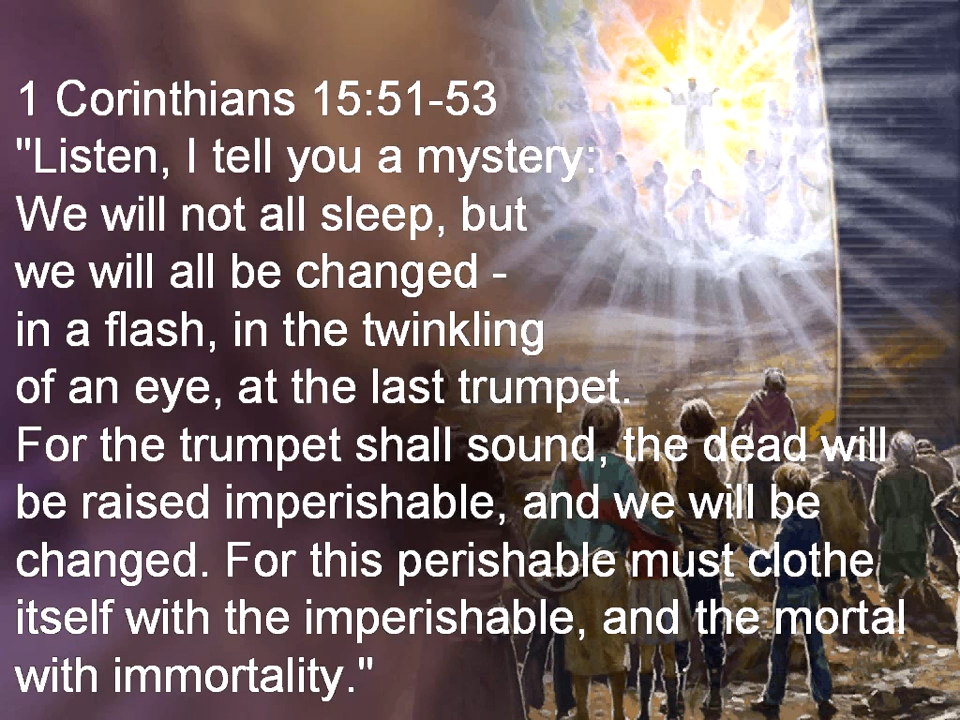 1 Corinthians 15:51-53
"Listen, I tell you a mystery:
We will not all sleep, but
we will all be changed -
in a flash, in the twinkling
of an eye, at the last trumpet.
For the trumpet shall sound, the dead will
be raised imperishable, and we will be
changed. For this perishable must clothe
itself with the imperishable, and the mortal
with immortality."